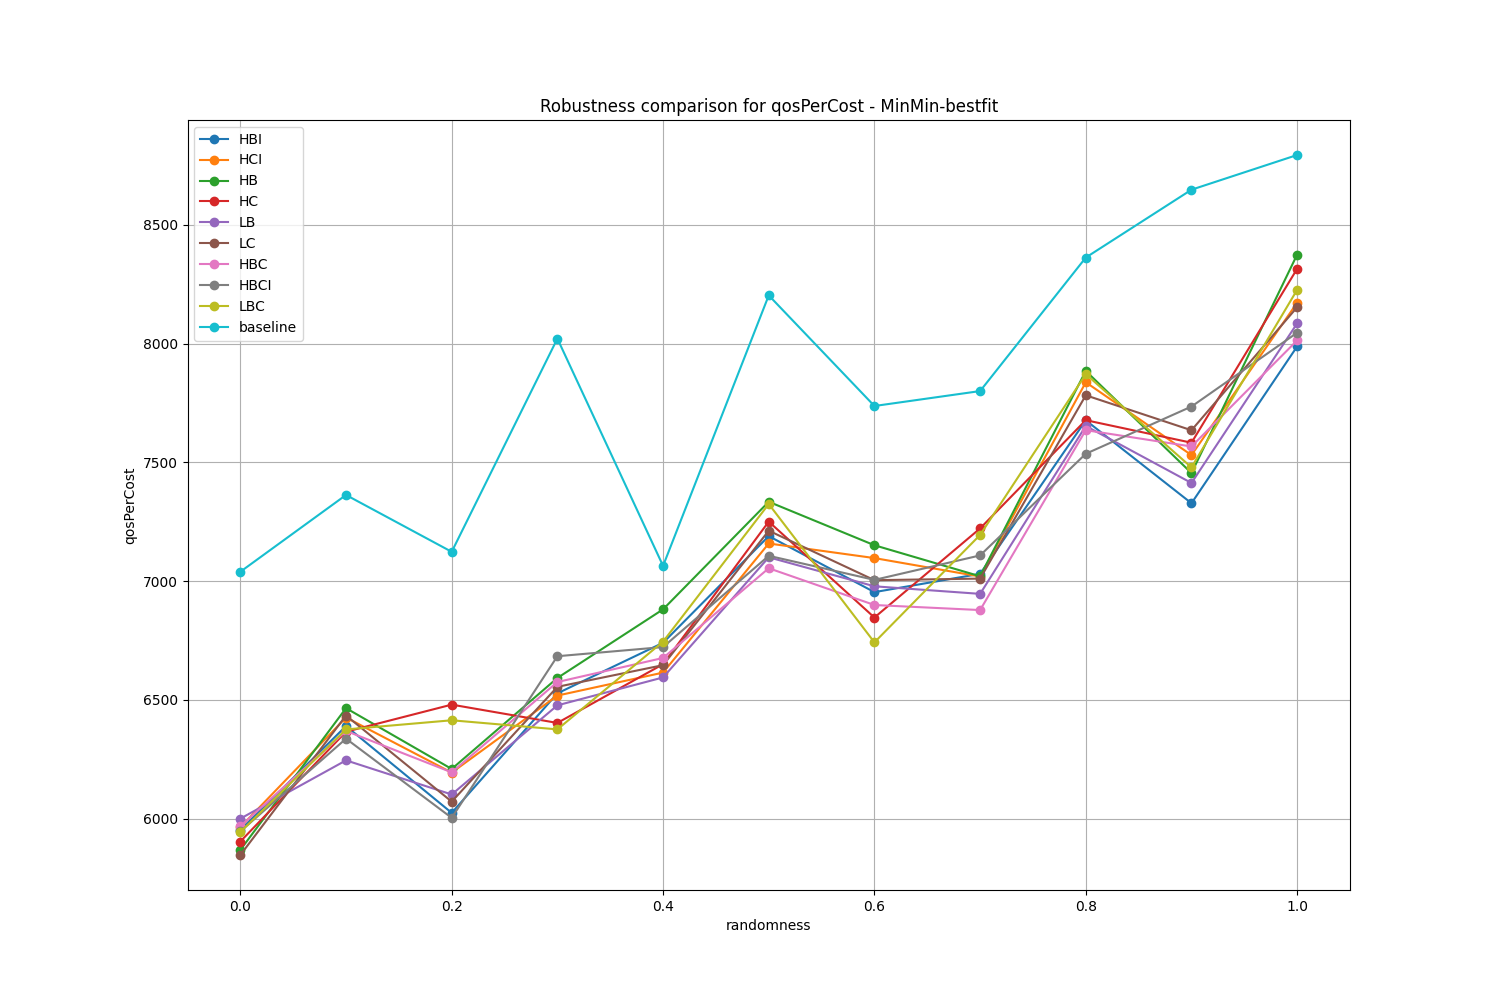 Robustness comparison for qosPerCost - MinMin-bestfit
HBI
HCI
HB
HC
LB
LC
HBC
HBCI
LBC
baseline
8500
8000
7500
7000
6500
6000
qosPerCost
0.0 0.2 0.4 0.6 0.8 1.0
randomness